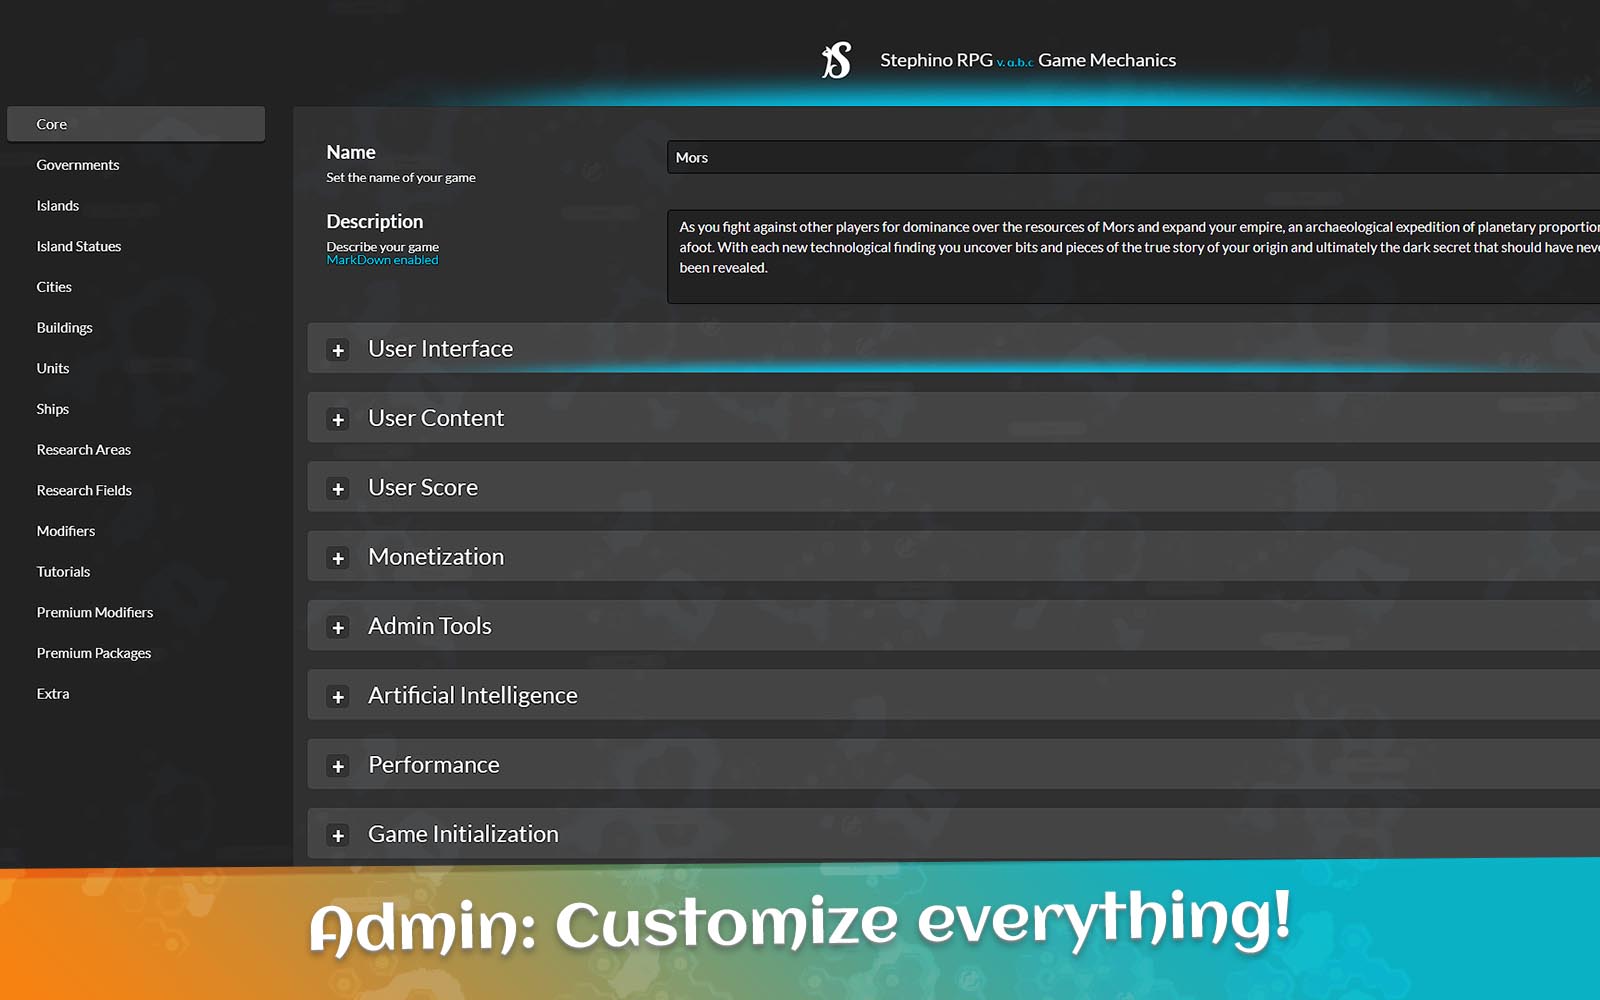 Stephino RPG v. a.b.c Game Mechanics
Core
Governments
Islands
Island Statues
Cities
Buildings
Units
Ships
Research Areas
Research Fields
Modifiers
Tutorials
Premium Modifiers
Premium Packages
Extra
Name
Set the name of your game
Mors
Description
Describe your game
MarkDown enabled
As you fight against other players for dominance over the resources of Mors and expand your empire, an archaeological expedition of planetary proportion
afoot. With each new technological finding you uncover bits and pieces of the true story of your origin and ultimately the dark secret that should have neve
been revealed.
+ User Interface
+ User Content
+ User Score
+ Monetization
+ Admin Tools
+ Artificial Intelligence
+ Performance
+ Game Initialization
Admin: Customize everything!